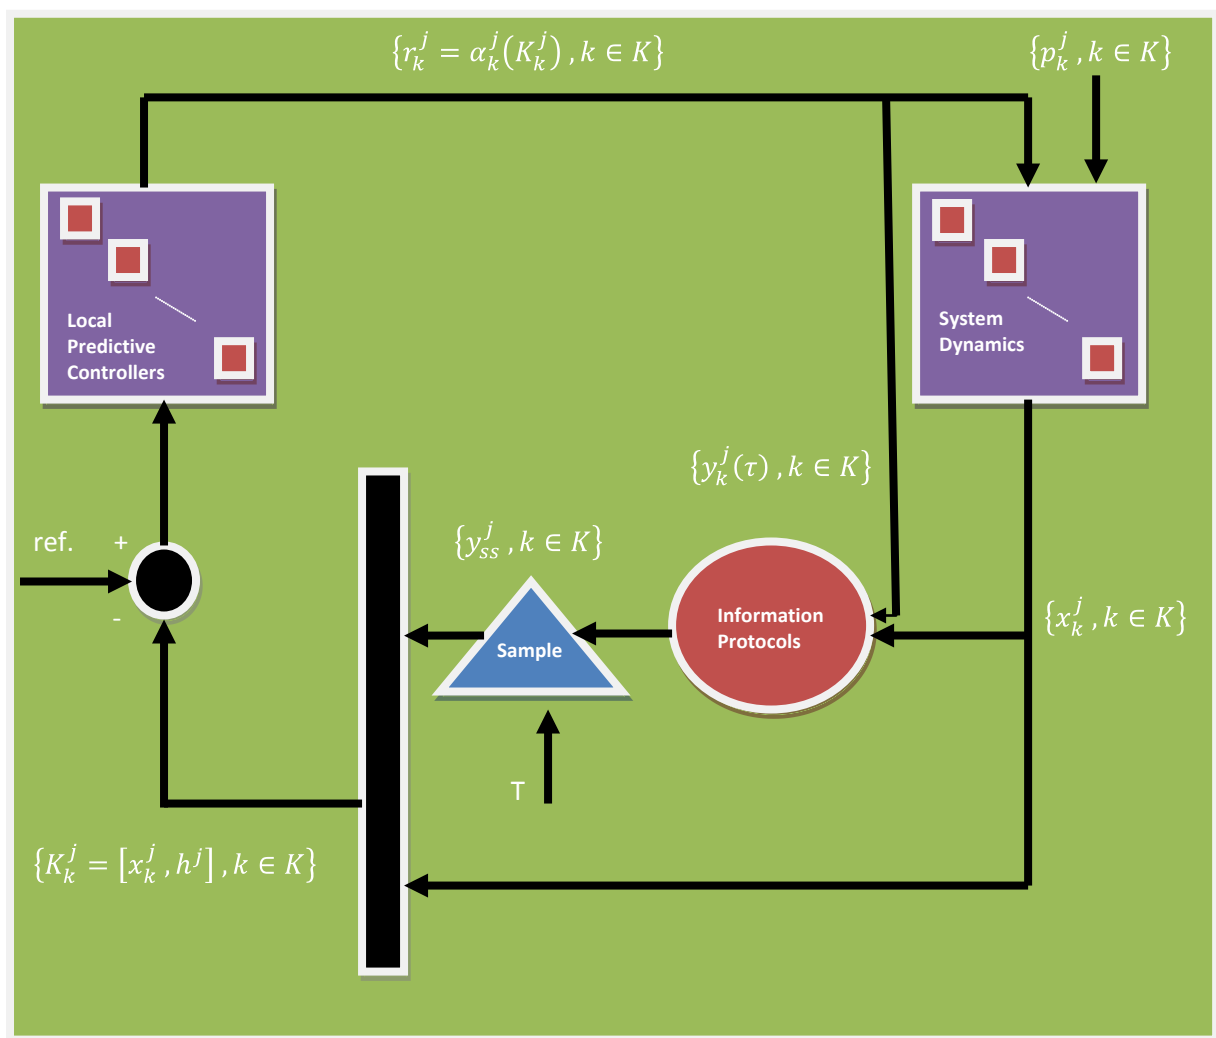 {r_k^j = α_k^j(K_k^j) , k ∈ K}
{p_k^j , k ∈ K}
Local
Predictive
Controllers
System
Dynamics
{y_k^j(τ) , k ∈ K}
ref.
+
-
{y_ss^j , k ∈ K}
Sample
Information
Protocols
{x_k^j , k ∈ K}
T
{K_k^j = [x_k^j , h^j] , k ∈ K}